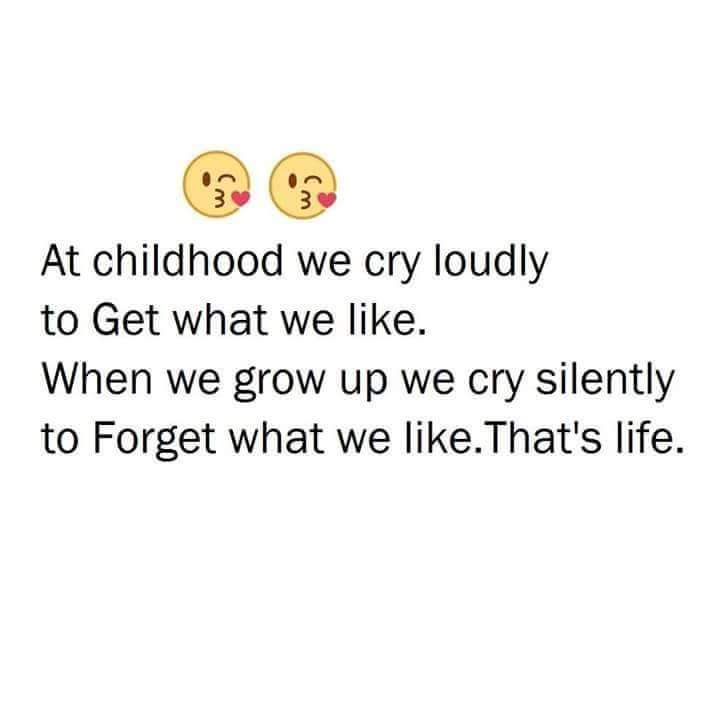 At childhood we cry loudly
to Get what we like.
When we grow up we cry silently
to Forget what we like.That's life.